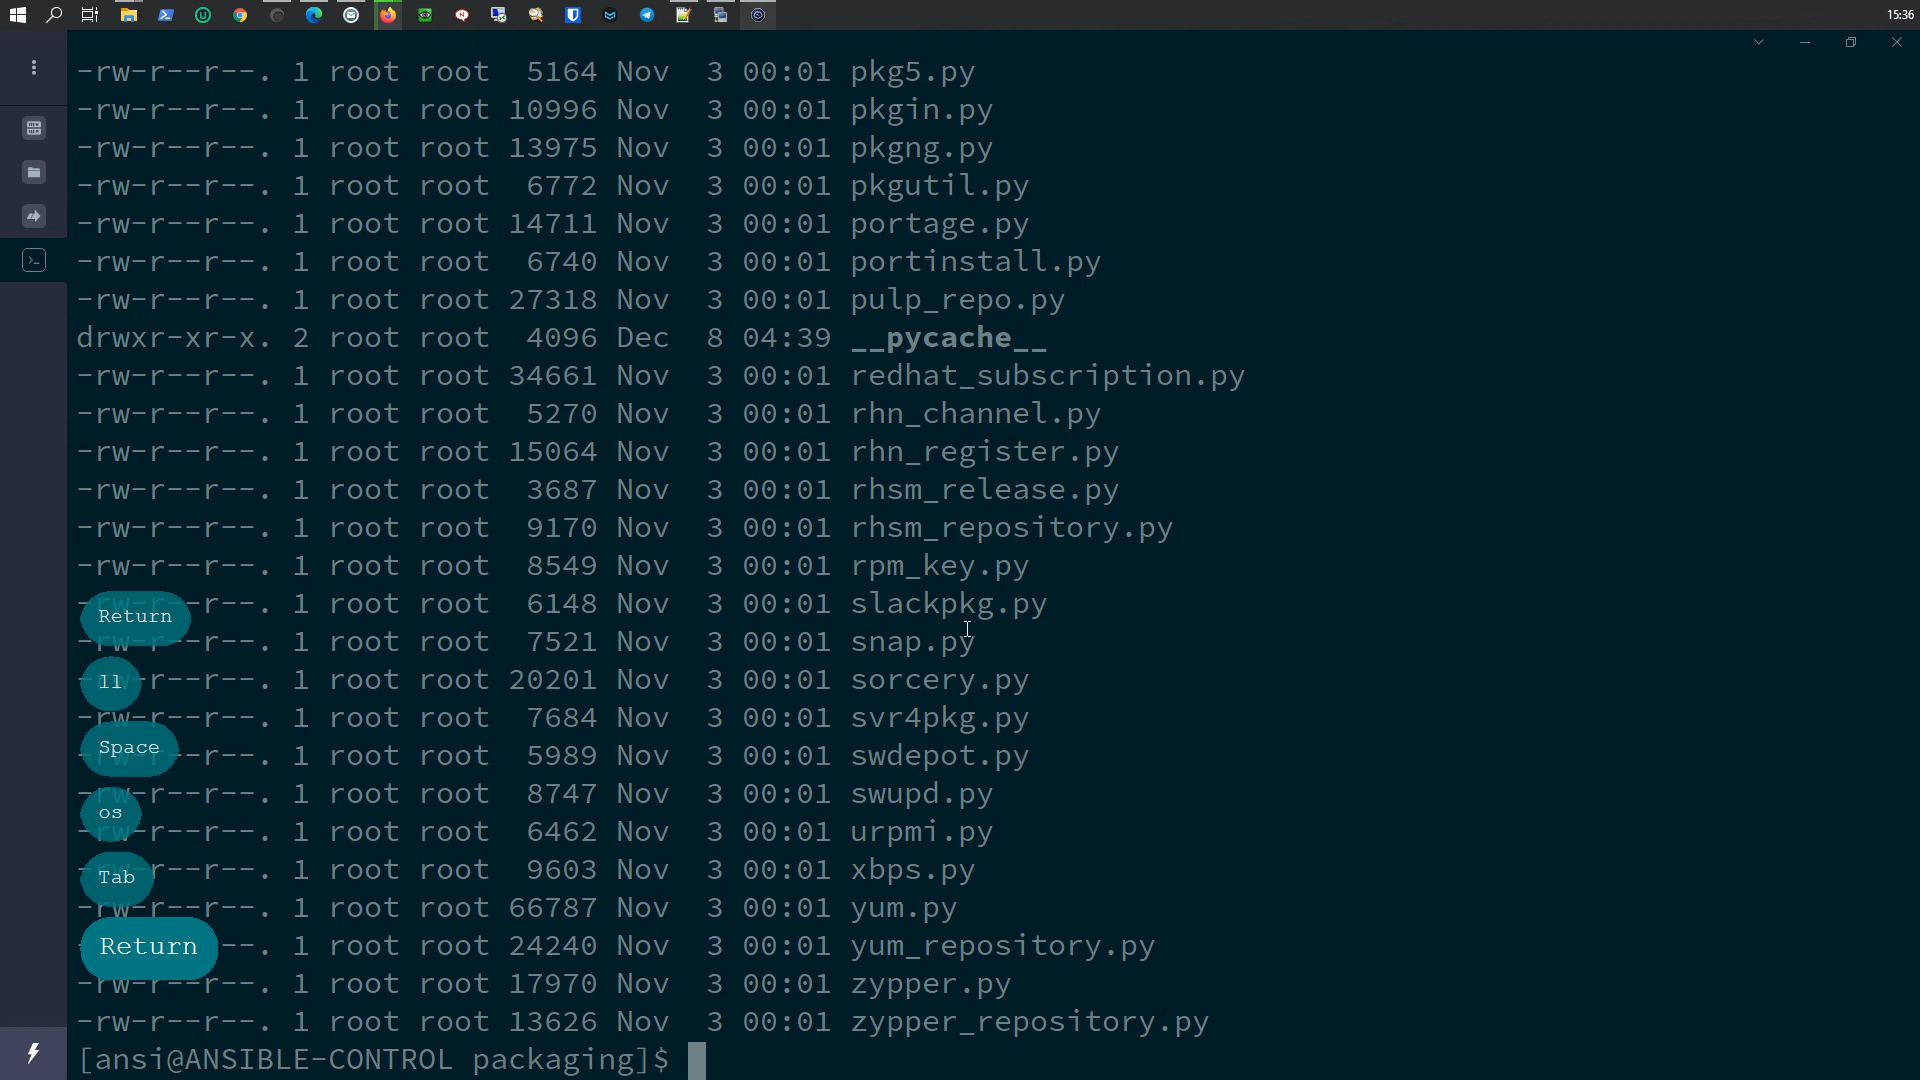 15:36
-rw-r--r--. 1 root root  5164 Nov  3 00:01 pkg5.py
-rw-r--r--. 1 root root 10996 Nov  3 00:01 pkgin.py
-rw-r--r--. 1 root root 13975 Nov  3 00:01 pkgng.py
-rw-r--r--. 1 root root  6772 Nov  3 00:01 pkgutil.py
-rw-r--r--. 1 root root 14711 Nov  3 00:01 portage.py
-rw-r--r--. 1 root root  6740 Nov  3 00:01 portinstall.py
-rw-r--r--. 1 root root 27318 Nov  3 00:01 pulp_repo.py
drwxr-xr-x. 2 root root  4096 Dec  8 04:39 __pycache__
-rw-r--r--. 1 root root 34661 Nov  3 00:01 redhat_subscription.py
-rw-r--r--. 1 root root  5270 Nov  3 00:01 rhn_channel.py
-rw-r--r--. 1 root root 15064 Nov  3 00:01 rhn_register.py
-rw-r--r--. 1 root root  3687 Nov  3 00:01 rhsm_release.py
-rw-r--r--. 1 root root  9170 Nov  3 00:01 rhsm_repository.py
-rw-r--r--. 1 root root  8549 Nov  3 00:01 rpm_key.py
-rw-r--r--. 1 root root  6148 Nov  3 00:01 slackpkg.py
Return
-rw-r--r--. 1 root root  7521 Nov  3 00:01 snap.py
-rw-r--r--. 1 root root 20201 Nov  3 00:01 sorcery.py
ll
-rw-r--r--. 1 root root  7684 Nov  3 00:01 svr4pkg.py
-rw-r--r--. 1 root root  5989 Nov  3 00:01 swdepot.py
Space
-rw-r--r--. 1 root root  8747 Nov  3 00:01 swupd.py
os
-rw-r--r--. 1 root root  6462 Nov  3 00:01 urpmi.py
-rw-r--r--. 1 root root  9603 Nov  3 00:01 xbps.py
Tab
-rw-r--r--. 1 root root 66787 Nov  3 00:01 yum.py
--. 1 root root 24240 Nov  3 00:01 yum_repository.py
Return
-rw-r--r--. 1 root root 17970 Nov  3 00:01 zypper.py
-rw-r--r--. 1 root root 13626 Nov  3 00:01 zypper_repository.py
[ansi@ANSIBLE-CONTROL packaging]$